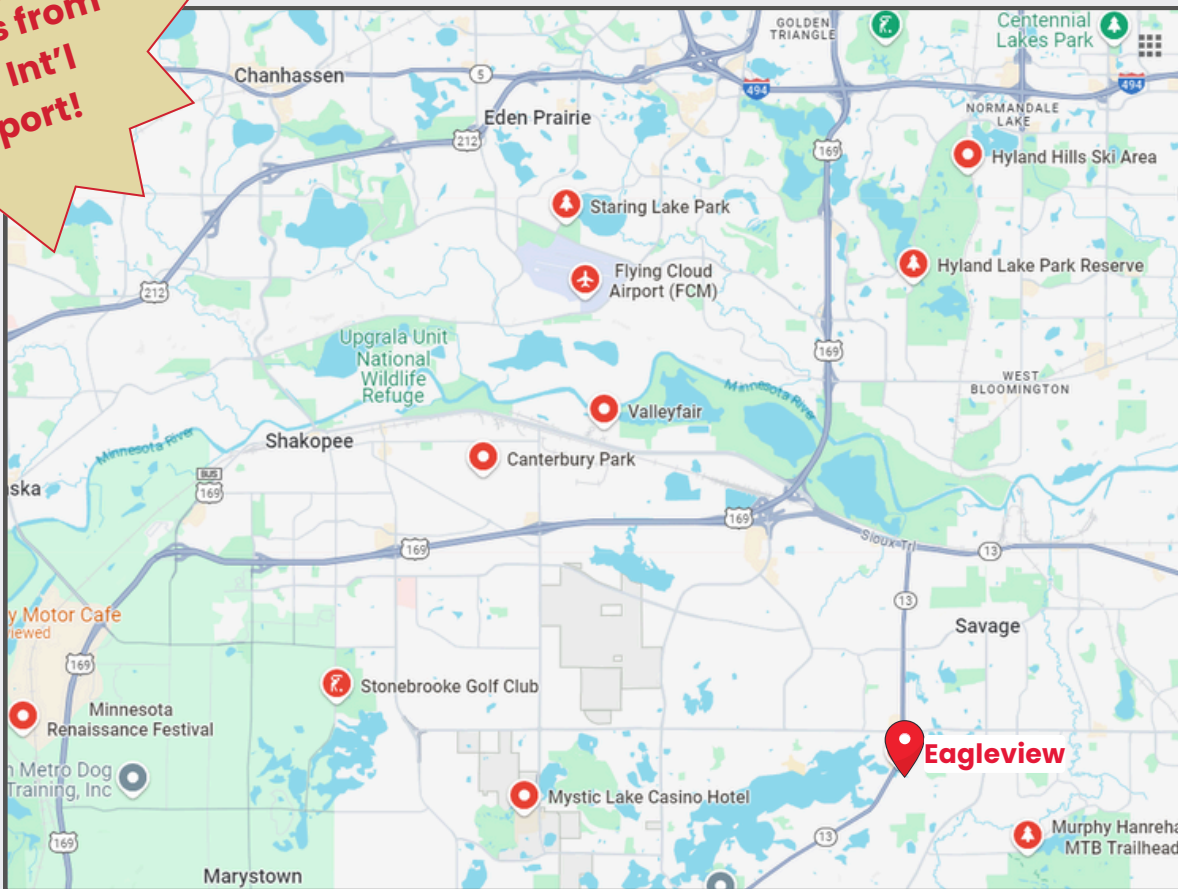 from
Int'l
port!
GOLDEN
TRIANGLE
Centennial
Lakes Park
Chanhassen
5
494
494
Eden Prairie
212
169
NORMANDALE
LAKE
Hyland Hills Ski Area
Staring Lake Park
Flying Cloud
Airport (FCM)
Hyland Lake Park Reserve
212
Upgrala Unit
National
Wildlife
Refuge
169
WEST
BLOOMINGTON
Minnesota River
Valleyfair
Shakopee
Minnesota River
Canterbury Park
ska
BUS
169
169
169
Sioux Trl
13
13
y Motor Cafe
iewed
Savage
169
Stonebrooke Golf Club
Minnesota
Renaissance Festival
Eagleview
n Metro Dog
Training, Inc
Mystic Lake Casino Hotel
13
169
Murphy Hanreha
MTB Trailhead
Marystown